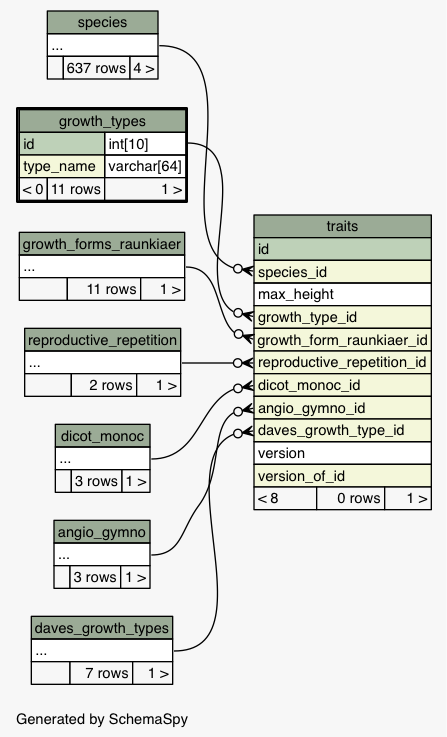 species
...
637 rows 4 >
growth_types
id int[10]
type_name varchar[64]
< 0 11 rows 1 >
growth_forms_raunkiaer
...
11 rows 1 >
reproductive_repetition
...
2 rows 1 >
dicot_monoc
...
3 rows 1 >
angio_gymno
...
3 rows 1 >
daves_growth_types
...
7 rows 1 >
traits
id
species_id
max_height
growth_type_id
growth_form_raunkiaer_id
reproductive_repetition_id
dicot_monoc_id
angio_gymno_id
daves_growth_type_id
version
version_of_id
< 8 0 rows 1 >
Generated by SchemaSpy